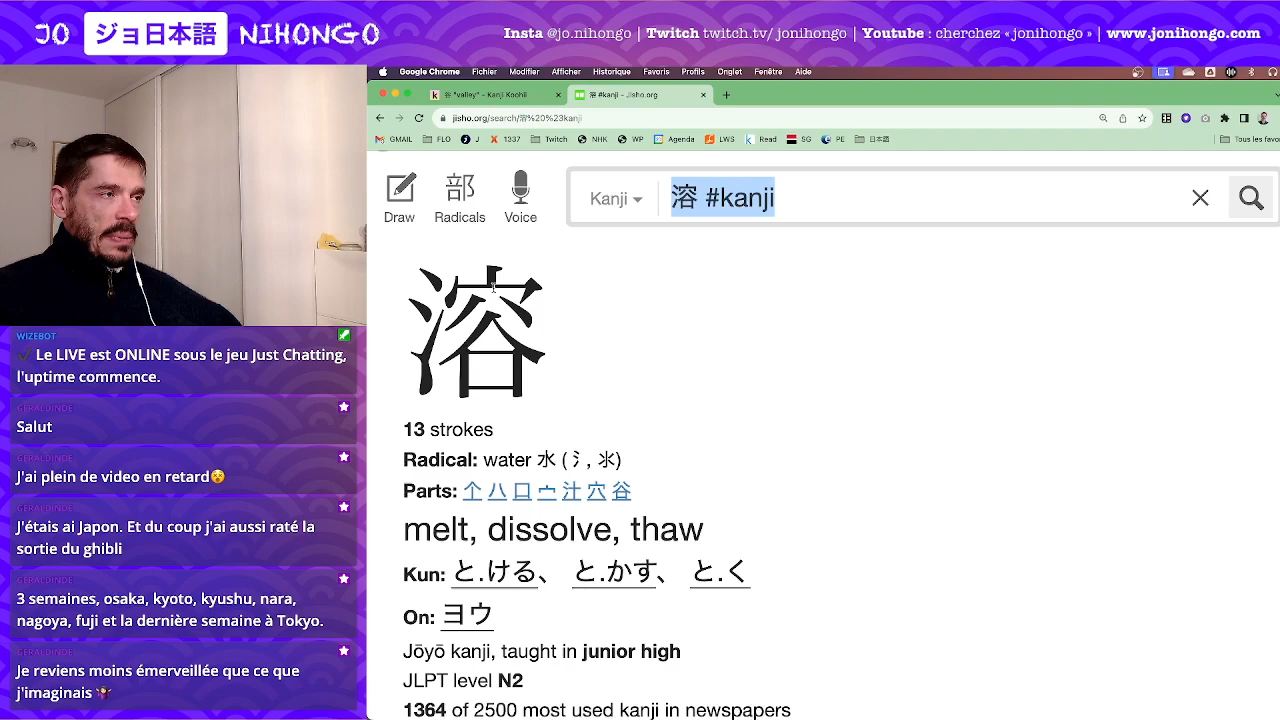 JO ジョ日本語 NIHONGO
Insta @jo.nihongo | Twitch twitch.tv/ jonihongo | Youtube : cherchez « jonihongo » | www.jonihongo.com
Google Chrome Fichier Modifier Afficher Historique Favoris Profils Onglet Fenêtre Aide
谷 "valley" - Kanji Koohii
溶 #kanji - Jisho.org
jisho.org/search/溶%20%23kanji
GMAIL FLO J 1337 Twitch NHK WP Agenda LWS Read SG PE 日本語 Tous les favo
Draw
部 Radicals
Voice
Kanji
溶 #kanji
溶
13 strokes
Radical: water 水 (氵, 氺)
Parts: 个 八 口 宀 汁 穴 谷
melt, dissolve, thaw
Kun: と.ける、 と.かす、 と.く
On: ヨウ
Jōyō kanji, taught in junior high
JLPT level N2
1364 of 2500 most used kanji in newspapers
WIZEBOT
Le LIVE est ONLINE sous le jeu Just Chatting,
l'uptime commence.
GERALDINDE
Salut
GERALDINDE
J'ai plein de video en retard
GERALDINDE
J'étais ai Japon. Et du coup j'ai aussi raté la
sortie du ghibli
GERALDINDE
3 semaines, osaka, kyoto, kyushu, nara,
nagoya, fuji et la dernière semaine à Tokyo.
GERALDINDE
Je reviens moins émerveillée que ce que
j'imaginais